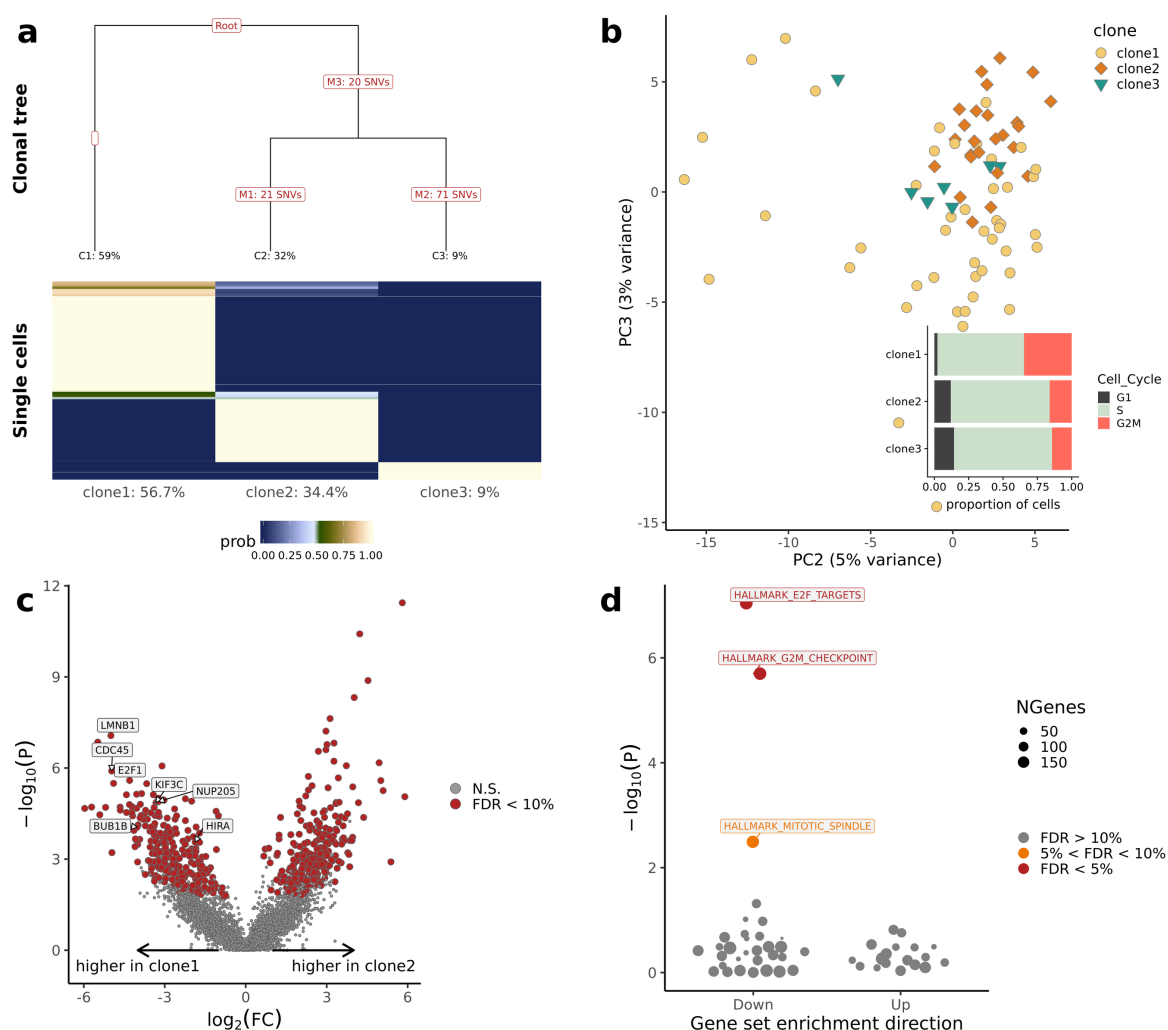 a
Clonal tree
Root
M3: 20 SNVs
M1: 21 SNVs
M2: 71 SNVs
C1: 59%
C2: 32%
C3: 9%
Single cells
clone1: 56.7%
clone2: 34.4%
clone3: 9%
prob
0.00 0.25 0.50 0.75 1.00
b
clone
clone1
clone2
clone3
PC3 (3% variance)
5
0
-5
-10
-15
-15
-10
-5
0
5
PC2 (5% variance)
clone1
clone2
clone3
0.00 0.25 0.50 0.75 1.00
proportion of cells
Cell_Cycle
G1
S
G2M
c
−log10(P)
12
9
6
3
0
LMNB1
CDC45
E2F1
KIF3C
NUP205
BUB1B
HIRA
higher in clone1
higher in clone2
-6
-3
0
3
6
log2(FC)
N.S.
FDR < 10%
d
−log10(P)
6
4
2
0
HALLMARK_E2F_TARGETS
HALLMARK_G2M_CHECKPOINT
HALLMARK_MITOTIC_SPINDLE
Down
Up
Gene set enrichment direction
NGenes
50
100
150
FDR > 10%
5% < FDR < 10%
FDR < 5%